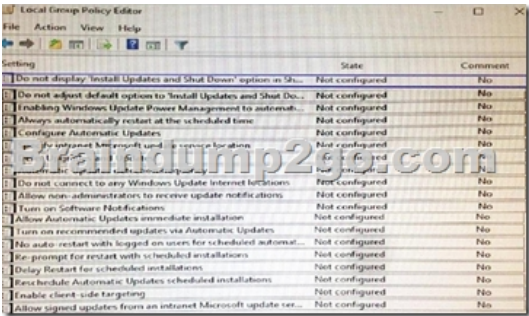 Local Group Policy Editor
File Action View Help
Setting State Comment
Do not display 'Install Updates and Shut Down' option in Sh... Not configured No
Do not adjust default option to 'Install Updates and Shut Do... Not configured No
Enabling Windows Update Power Management to automati... Not configured No
Always automatically restart at the scheduled time Not configured No
Configure Automatic Updates Not configured No
intranet Microsoft update service location Not configured No
Braindump2go.com
Do not connect to any Windows Update Internet locations Not configured No
Allow non-administrators to receive update notifications Not configured No
Turn on Software Notifications Not configured No
Allow Automatic Updates immediate installation Not configured No
Turn on recommended updates via Automatic Updates Not configured No
No auto-restart with logged on users for scheduled automat... Not configured No
Re-prompt for restart with scheduled installations Not configured No
Delay Restart for scheduled installations Not configured No
Reschedule Automatic Updates scheduled installations Not configured No
Enable client-side targeting Not configured No
Allow signed updates from an intranet Microsoft update ser... Not configured No